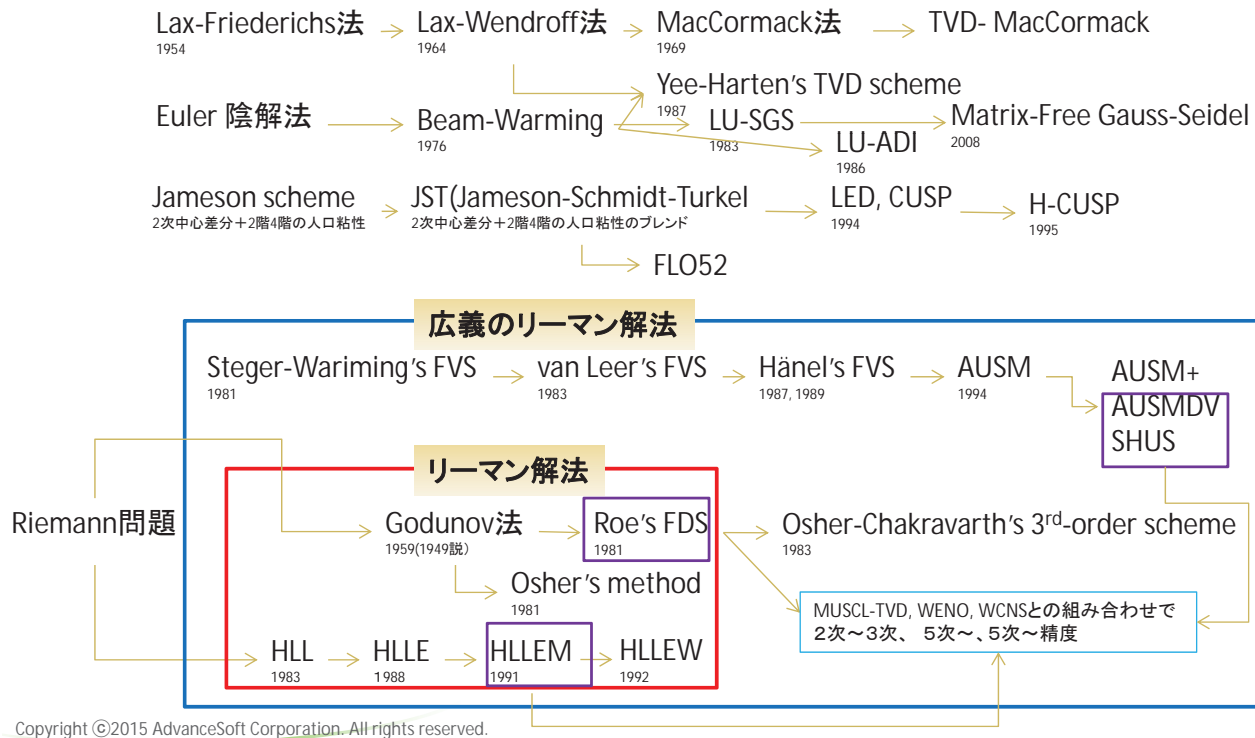 Lax-Friederichs法
1954
Lax-Wendroff法
1964
MacCormack法
1969
TVD- MacCormack
Yee-Harten's TVD scheme
1987
Euler 陰解法
Beam-Warming
1976
LU-SGS
1983
Matrix-Free Gauss-Seidel
2008
LU-ADI
1986
Jameson scheme
2次中心差分+2階4階の人口粘性
JST(Jameson-Schmidt-Turkel
2次中心差分+2階4階の人口粘性のブレンド
LED, CUSP
1994
H-CUSP
1995
FLO52
広義のリーマン解法
Steger-Wariming's FVS
1981
van Leer's FVS
1983
Hänel's FVS
1987, 1989
AUSM
1994
AUSM+
AUSMDV
SHUS
リーマン解法
Riemann問題
Godunov法
1959(1949説)
Roe's FDS
1981
Osher-Chakravarth's 3rd-order scheme
1983
Osher's method
1981
MUSCL-TVD, WENO, WCNSとの組み合わせで
2次~3次、 5次~、5次~精度
HLL
1983
HLLE
1988
HLLEM
1991
HLLEW
1992
Copyright ©2015 AdvanceSoft Corporation. All rights reserved.